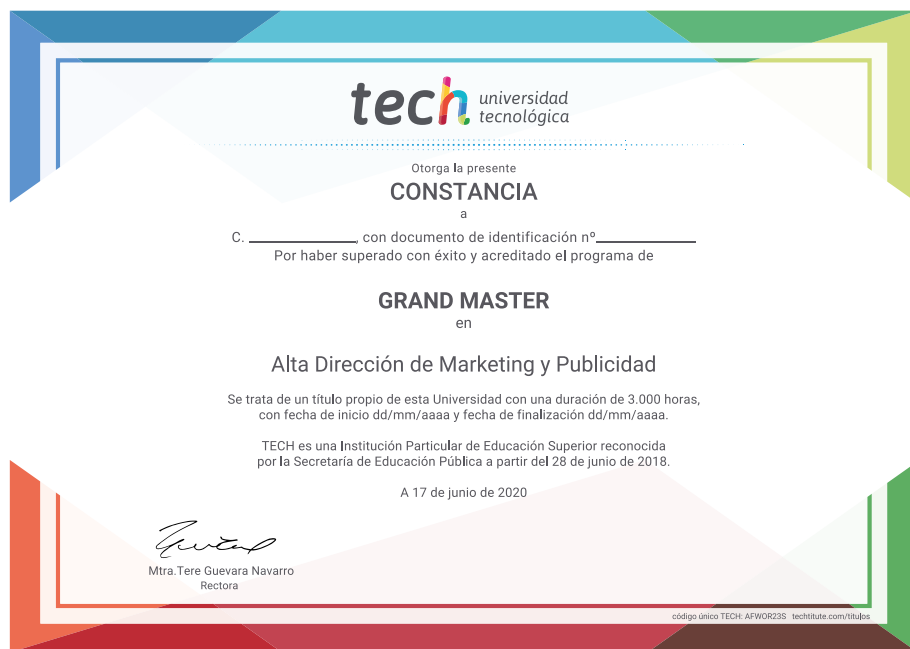 tech universidad
tecnológica
Otorga la presente
CONSTANCIA
a
C. ______________, con documento de identificación nº_____________
Por haber superado con éxito y acreditado el programa de
GRAND MASTER
en
Alta Dirección de Marketing y Publicidad
Se trata de un título propio de esta Universidad con una duración de 3.000 horas,
con fecha de inicio dd/mm/aaaa y fecha de finalización dd/mm/aaaa.
TECH es una Institución Particular de Educación Superior reconocida
por la Secretaría de Educación Pública a partir del 28 de junio de 2018.
A 17 de junio de 2020
Mtra.Tere Guevara Navarro
Rectora
código único TECH: AFWOR23S techtitute.com/titulos